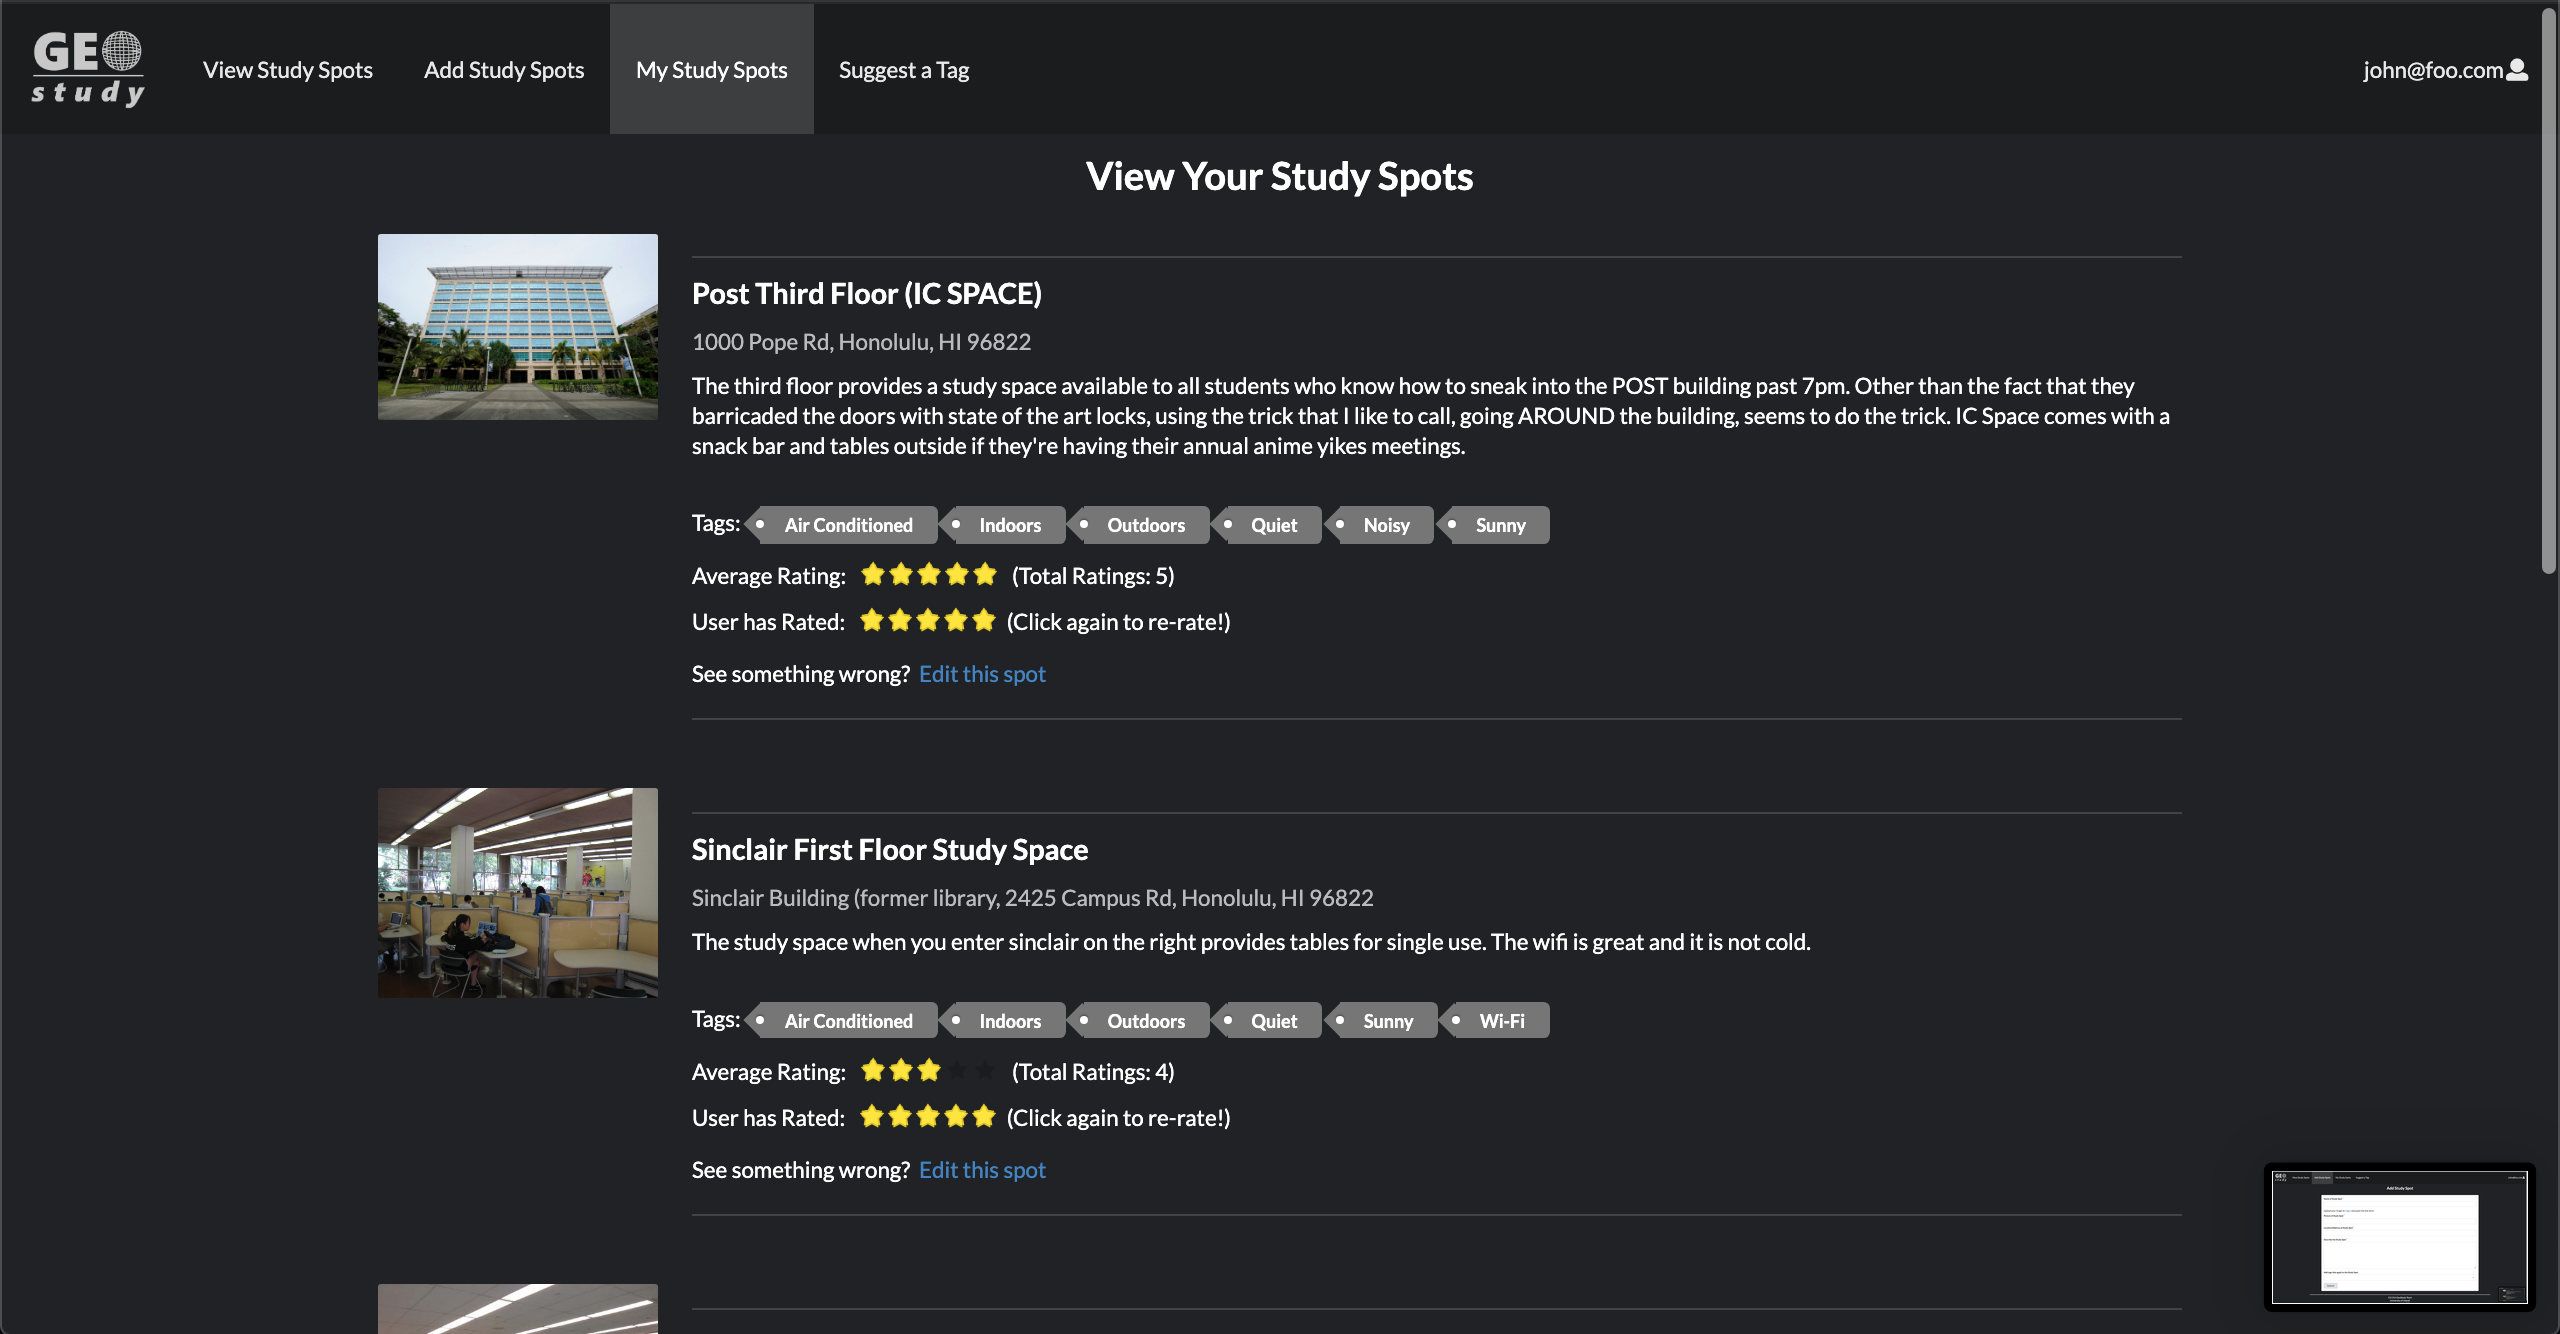 GEO
study
View Study Spots
Add Study Spots
My Study Spots
Suggest a Tag
john@foo.com
View Your Study Spots
Post Third Floor (IC SPACE)
1000 Pope Rd, Honolulu, HI 96822
The third floor provides a study space available to all students who know how to sneak into the POST building past 7pm. Other than the fact that they
barricaded the doors with state of the art locks, using the trick that I like to call, going AROUND the building, seems to do the trick. IC Space comes with a
snack bar and tables outside if they're having their annual anime yikes meetings.
Tags: Air Conditioned Indoors Outdoors Quiet Noisy Sunny
Average Rating: (Total Ratings: 5)
User has Rated: (Click again to re-rate!)
See something wrong? Edit this spot
Sinclair First Floor Study Space
Sinclair Building (former library, 2425 Campus Rd, Honolulu, HI 96822
The study space when you enter sinclair on the right provides tables for single use. The wifi is great and it is not cold.
Tags: Air Conditioned Indoors Outdoors Quiet Sunny Wi-Fi
Average Rating: (Total Ratings: 4)
User has Rated: (Click again to re-rate!)
See something wrong? Edit this spot
GEO
study
Add Study Spot